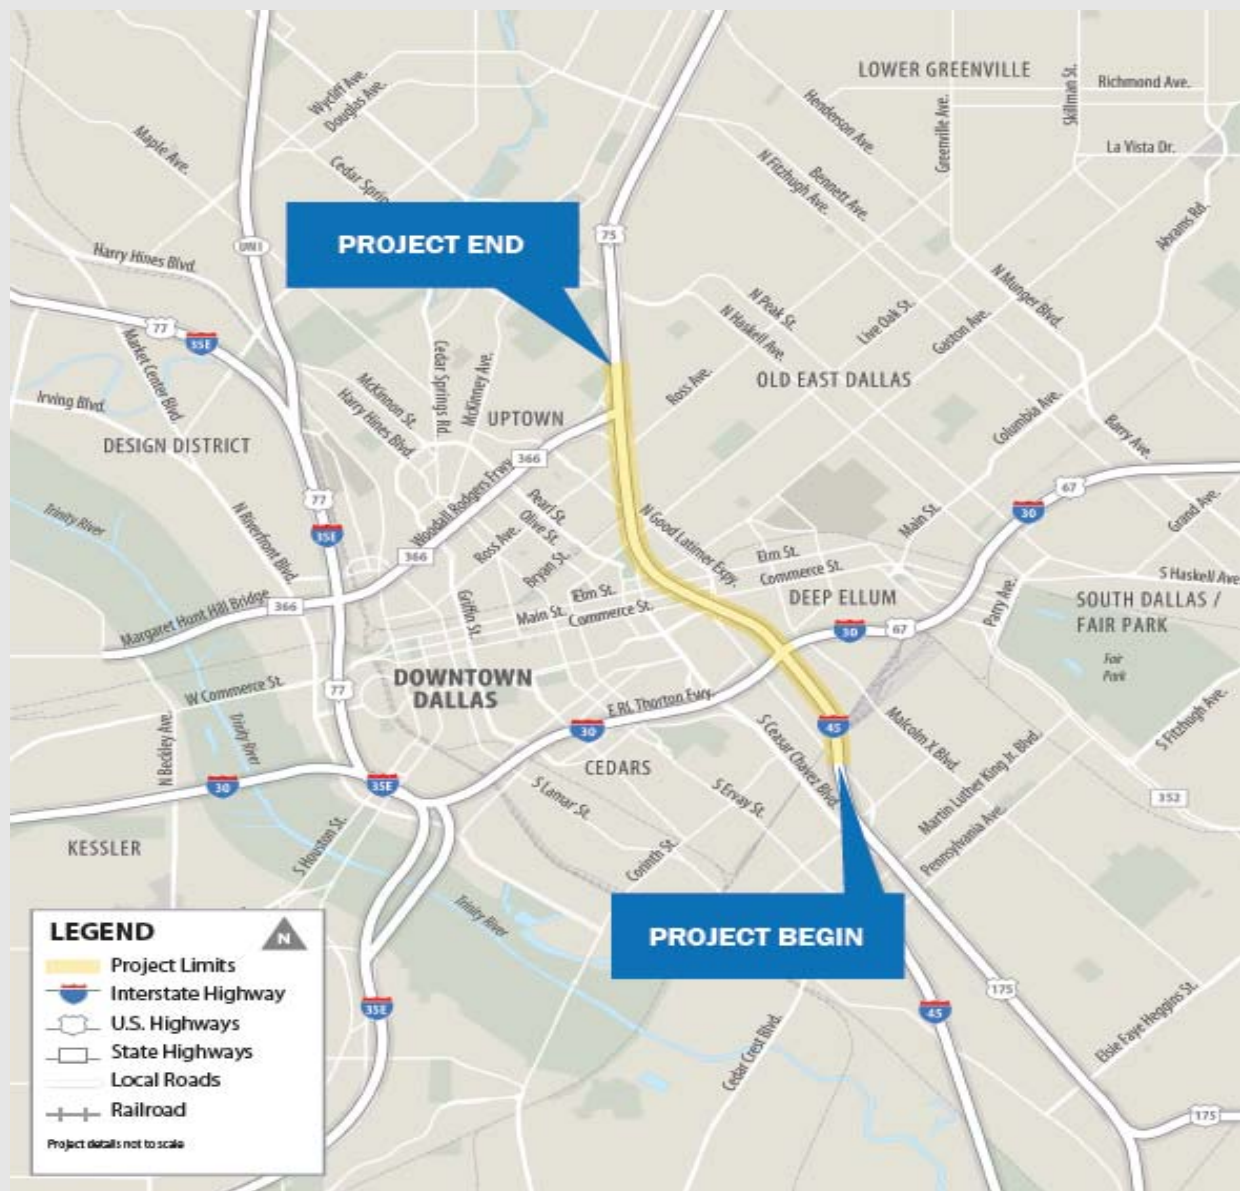 LOWER GREENVILLE
Richmond Ave.
Skillman St.
Wycliff Ave.
Douglas Ave.
Henderson Ave.
Greenville Ave.
Maple Ave.
La Vista Dr.
Cedar Sprin
N Fitzhugh Ave.
Bennett Ave.
Abrams Rd.
PROJECT END
75
UNI
Harry Hines Blvd.
N Munger Blvd.
N Peak St.
N Haskell Ave.
Live Oak St.
Gaston Ave.
77
35E
Market Center Blvd.
Cedar Springs Rd.
McKinney Ave.
McKinnon St.
Harry Hines Blvd.
Ross Ave.
OLD EAST DALLAS
Irving Blvd.
UPTOWN
Columbia Ave.
Barry Ave.
DESIGN DISTRICT
366
67
77
Woodall Rodgers Frwy
30
Trinity River
N Riverfront Blvd.
35E
Pearl St.
Olive St.
Ross Ave.
Bryan St.
N Good Latimer Expy.
Main St.
Grand Ave.
366
Elm St.
Commerce St.
S Haskell Ave
Margaret Hunt Hill Bridge
366
Griffin St.
Elm St.
Main St.
Commerce St.
DEEP ELLUM
Parry Ave.
SOUTH DALLAS /
FAIR PARK
30
67
Fair
Park
DOWNTOWN
DALLAS
W Commerce St.
77
E RL Thorton Fwy.
N Beckley Ave.
Trinity River
30
S Ceasar Chavez Blvd.
45
Malcolm X Blvd.
S Fitzhugh Ave.
CEDARS
30
35E
S Lamar St.
S Ervay St.
Martin Luther King Jr. Blvd.
352
KESSLER
S Houston St.
Corinth St.
Pennsylvania Ave.
Trinity River
PROJECT BEGIN
175
35E
45
Cedar Crest Blvd.
Elsie Faye Heggins St.
175
LEGEND
N
Project Limits
Interstate Highway
U.S. Highways
State Highways
Local Roads
Railroad
Project details not to scale